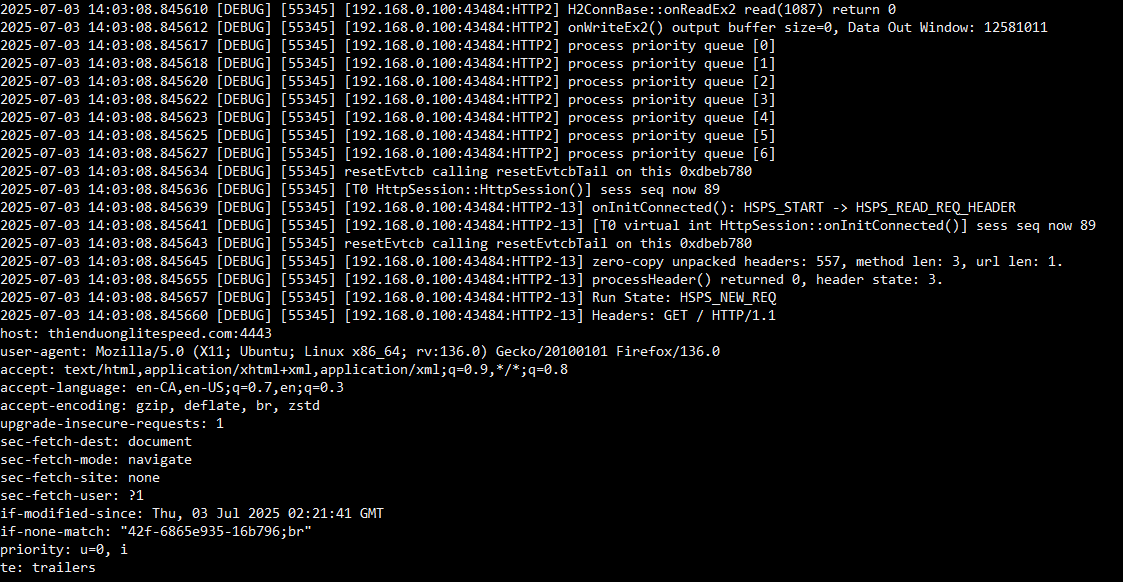 2025-07-03 14:03:08.845610 [DEBUG] [55345] [192.168.0.100:43484:HTTP2] H2ConnBase::onReadEx2 read(1087) return 0
2025-07-03 14:03:08.845612 [DEBUG] [55345] [192.168.0.100:43484:HTTP2] onWriteEx2() output buffer size=0, Data Out Window: 12581011
2025-07-03 14:03:08.845617 [DEBUG] [55345] [192.168.0.100:43484:HTTP2] process priority queue [0]
2025-07-03 14:03:08.845618 [DEBUG] [55345] [192.168.0.100:43484:HTTP2] process priority queue [1]
2025-07-03 14:03:08.845620 [DEBUG] [55345] [192.168.0.100:43484:HTTP2] process priority queue [2]
2025-07-03 14:03:08.845622 [DEBUG] [55345] [192.168.0.100:43484:HTTP2] process priority queue [3]
2025-07-03 14:03:08.845623 [DEBUG] [55345] [192.168.0.100:43484:HTTP2] process priority queue [4]
2025-07-03 14:03:08.845625 [DEBUG] [55345] [192.168.0.100:43484:HTTP2] process priority queue [5]
2025-07-03 14:03:08.845627 [DEBUG] [55345] [192.168.0.100:43484:HTTP2] process priority queue [6]
2025-07-03 14:03:08.845634 [DEBUG] [55345] resetEvtcb calling resetEvtcbTail on this 0xdbeb780
2025-07-03 14:03:08.845636 [DEBUG] [55345] [T0 HttpSession::HttpSession()] sess seq now 89
2025-07-03 14:03:08.845639 [DEBUG] [55345] [192.168.0.100:43484:HTTP2-13] onInitConnected(): HSPS_START -> HSPS_READ_REQ_HEADER
2025-07-03 14:03:08.845641 [DEBUG] [55345] [192.168.0.100:43484:HTTP2-13] [T0 virtual int HttpSession::onInitConnected()] sess seq now 89
2025-07-03 14:03:08.845643 [DEBUG] [55345] resetEvtcb calling resetEvtcbTail on this 0xdbeb780
2025-07-03 14:03:08.845645 [DEBUG] [55345] [192.168.0.100:43484:HTTP2-13] zero-copy unpacked headers: 557, method len: 3, url len: 1.
2025-07-03 14:03:08.845655 [DEBUG] [55345] [192.168.0.100:43484:HTTP2-13] processHeader() returned 0, header state: 3.
2025-07-03 14:03:08.845657 [DEBUG] [55345] [192.168.0.100:43484:HTTP2-13] Run State: HSPS_NEW_REQ
2025-07-03 14:03:08.845660 [DEBUG] [55345] [192.168.0.100:43484:HTTP2-13] Headers: GET / HTTP/1.1
host: thienduonglitespeed.com:4443
user-agent: Mozilla/5.0 (X11; Ubuntu; Linux x86_64; rv:136.0) Gecko/20100101 Firefox/136.0
accept: text/html,application/xhtml+xml,application/xml;q=0.9,*/*;q=0.8
accept-language: en-CA,en-US;q=0.7,en;q=0.3
accept-encoding: gzip, deflate, br, zstd
upgrade-insecure-requests: 1
sec-fetch-dest: document
sec-fetch-mode: navigate
sec-fetch-site: none
sec-fetch-user: ?1
if-modified-since: Thu, 03 Jul 2025 02:21:41 GMT
if-none-match: "42f-6865e935-16b796;br"
priority: u=0, i
te: trailers